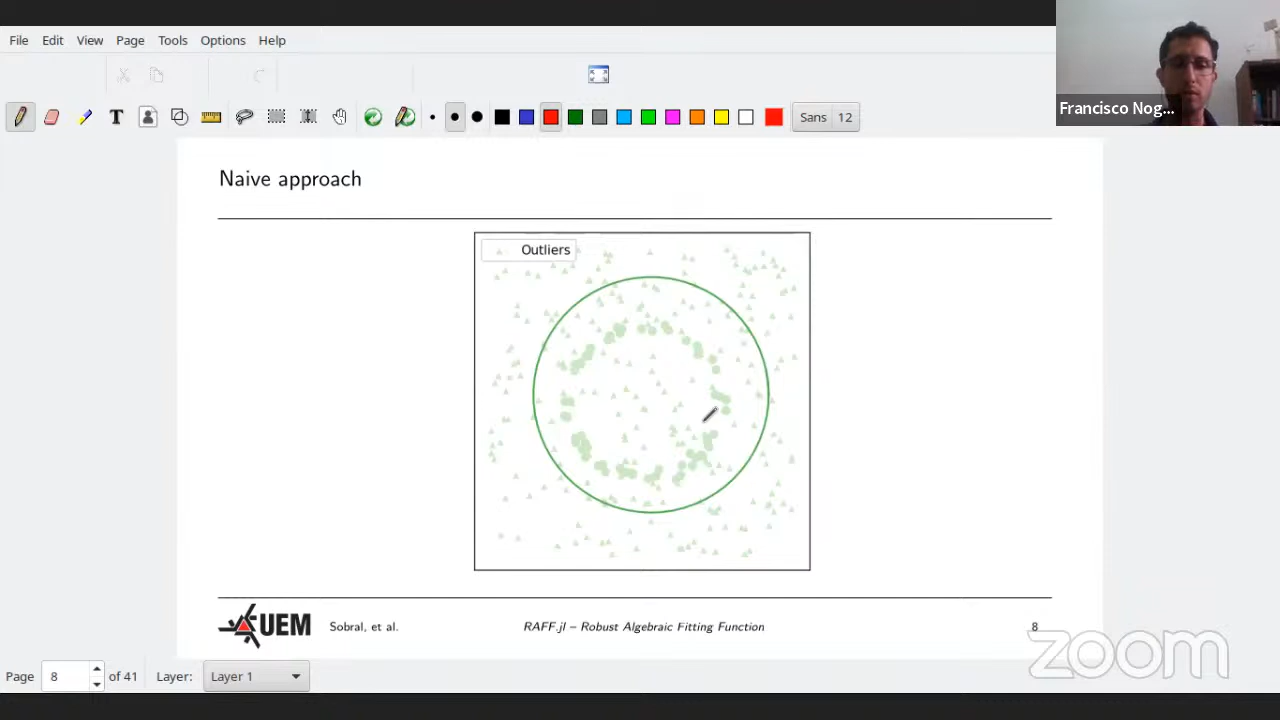 File Edit View Page Tools Options Help
Francisco Nog...
T
Sans 12
Naive approach
Outliers
UEM
Sobral, et al.
RAFF.jl – Robust Algebraic Fitting Function
8
zoom
Page 8 of 41 Layer: Layer 1